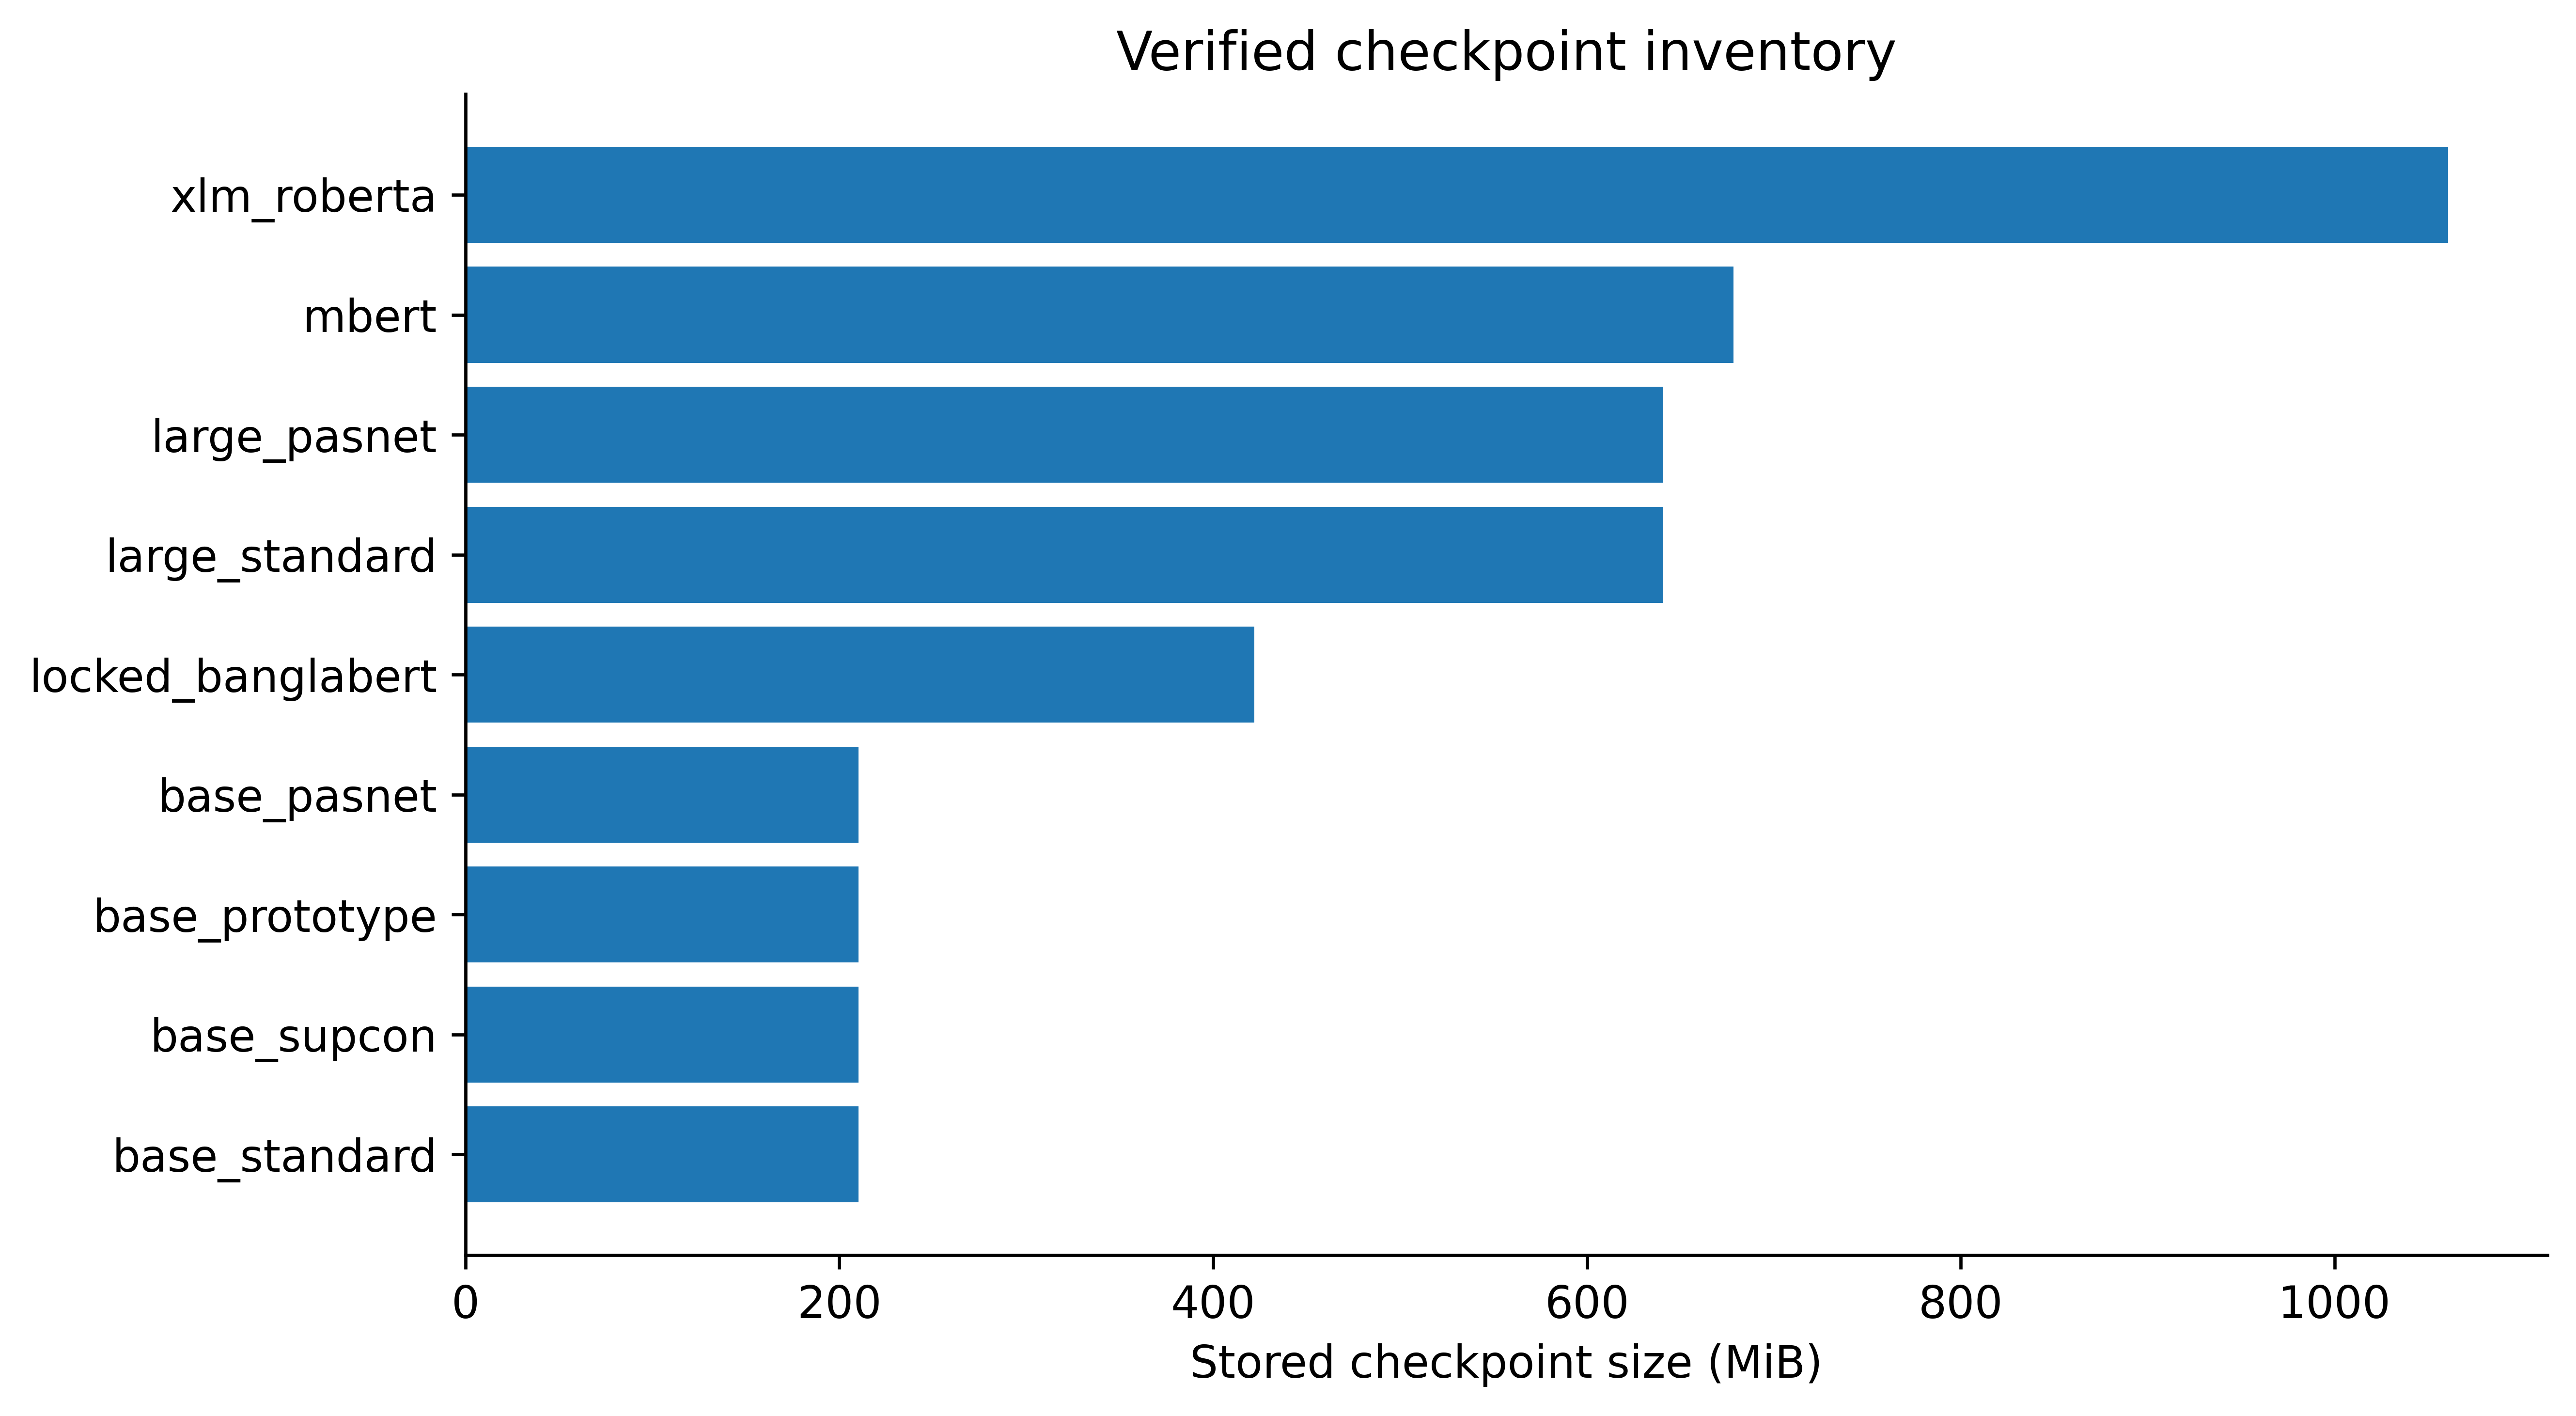 Verified checkpoint inventory
xlm_roberta
mbert
large_pasnet
large_standard
locked_banglabert
base_pasnet
base_prototype
base_supcon
base_standard
0 200 400 600 800 1000
Stored checkpoint size (MiB)